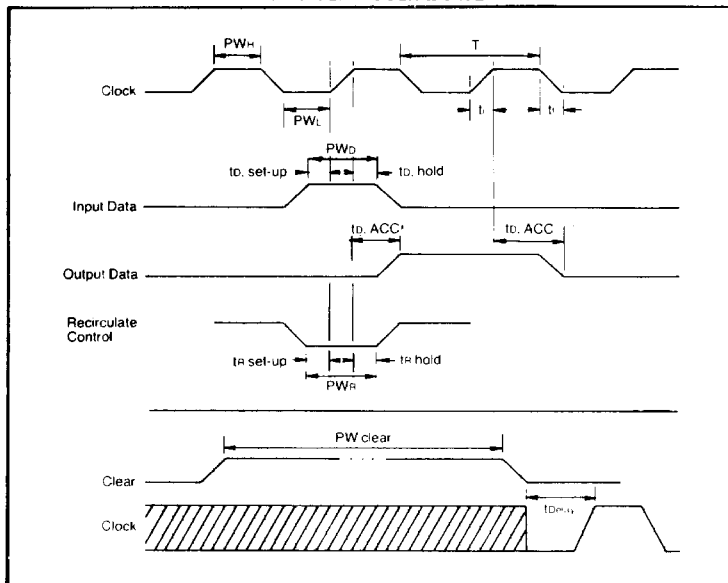 PWH
T
Clock
tr
tf
PWL
PWD
tD, set-up
tD, hold
Input Data
tD, ACC
tD, ACC
Output Data
Recirculate
Control
tR set-up
tR hold
PWR
PW clear
Clear
Clock